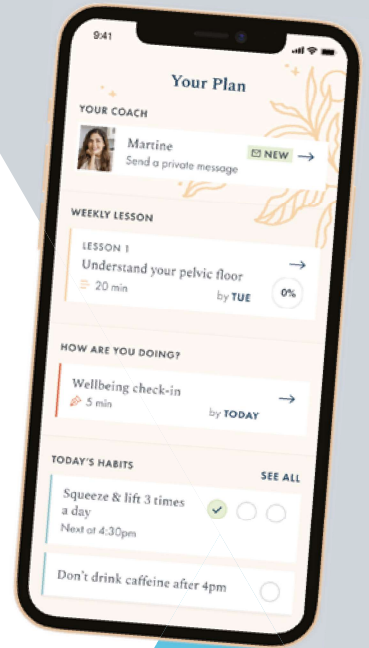 9:41
Your Plan
YOUR COACH
Martine
NEW
Send a private message
WEEKLY LESSON
LESSON 1
Understand your pelvic floor
20 min
by TUE
0%
HOW ARE YOU DOING?
Wellbeing check-in
5 min
by TODAY
TODAY'S HABITS
SEE ALL
Squeeze & lift 3 times
a day
Next at 4:30pm
Don't drink caffeine after 4pm